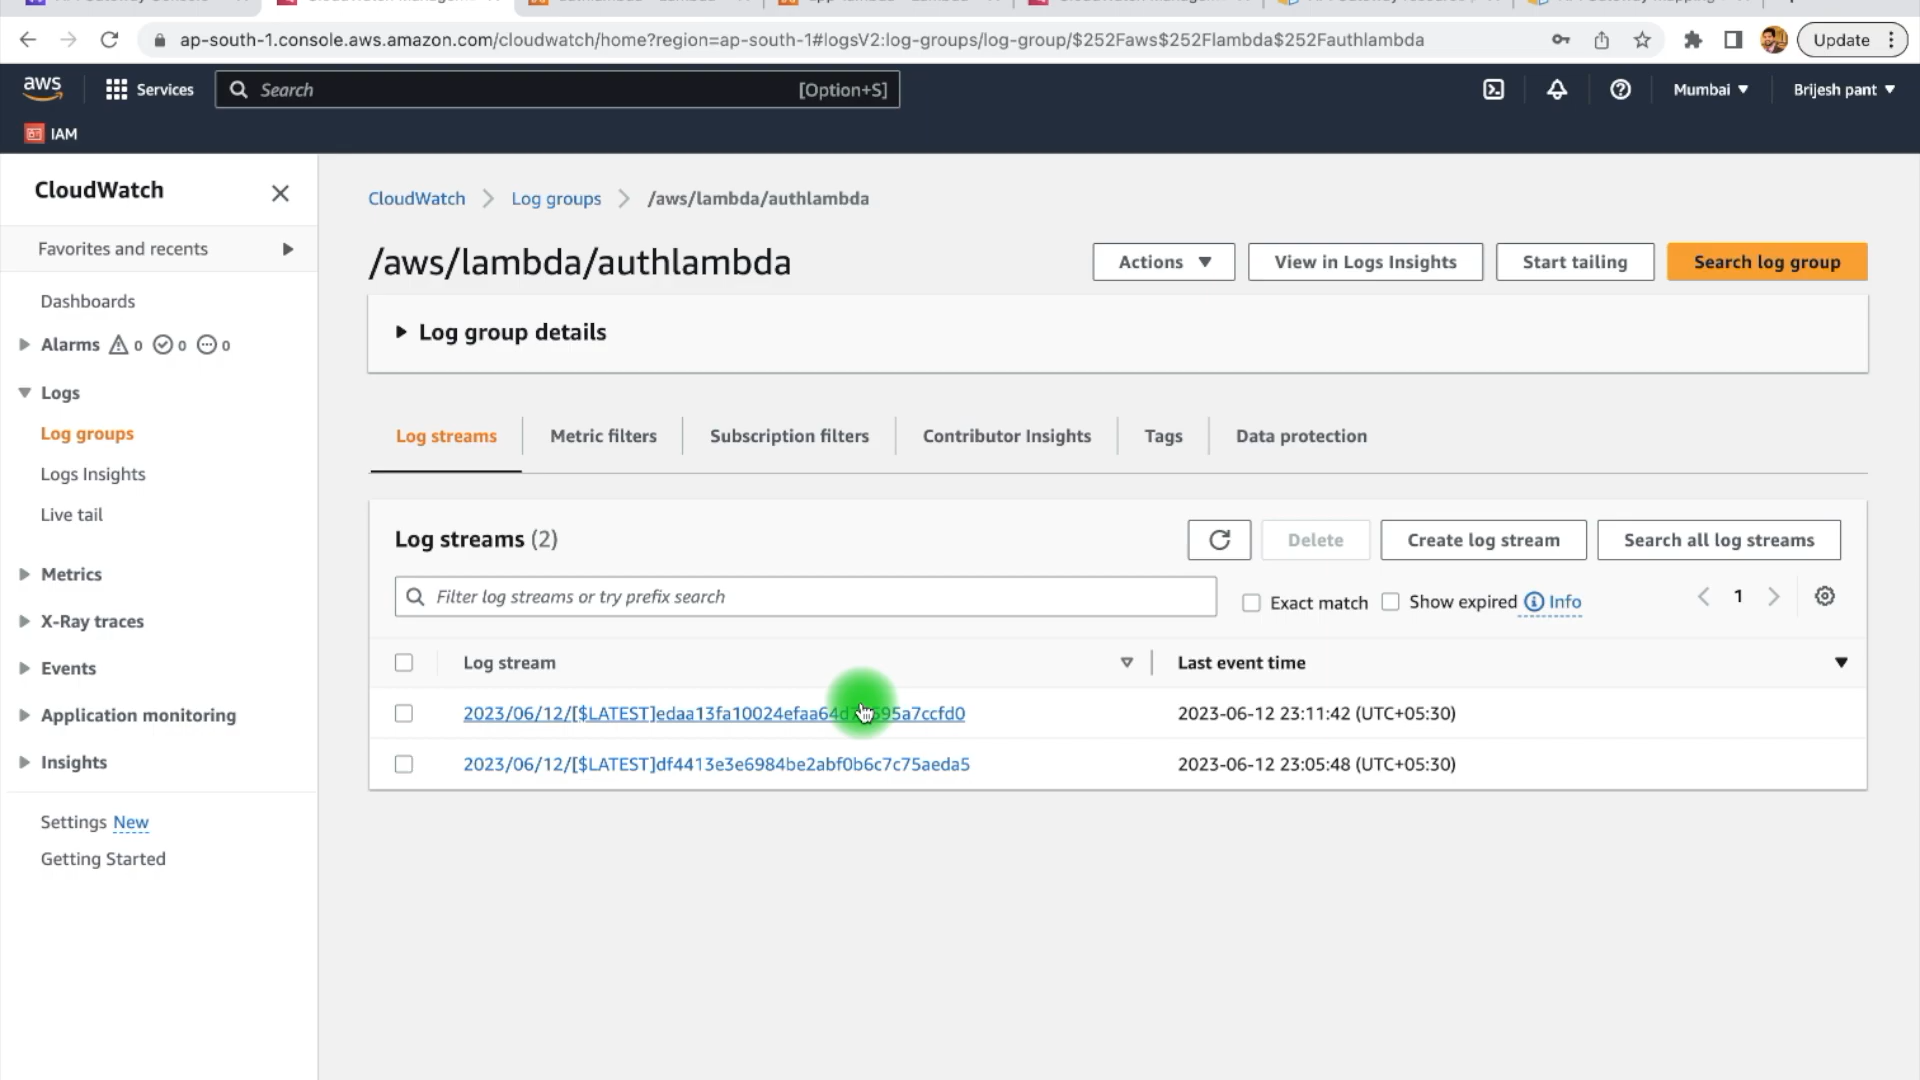 ap-south-1.console.aws.amazon.com/cloudwatch/home?region=ap-south-1#logsV2:log-groups/log-group/$252Faws$252Flambda$252Fauthlambda
Update
aws
Services
Search
[Option+S]
Mumbai
Brijesh pant
IAM
CloudWatch
Favorites and recents
Dashboards
Alarms 0 0 0
Logs
Log groups
Logs Insights
Live tail
Metrics
X-Ray traces
Events
Application monitoring
Insights
Settings New
Getting Started
CloudWatch
Log groups
/aws/lambda/authlambda
/aws/lambda/authlambda
Actions
View in Logs Insights
Start tailing
Search log group
Log group details
Log streams
Metric filters
Subscription filters
Contributor Insights
Tags
Data protection
Log streams (2)
Delete
Create log stream
Search all log streams
Filter log streams or try prefix search
Exact match
Show expired
Info
1
Log stream
Last event time
2023-06-12 23:11:42 (UTC+05:30)
2023/06/12/[$LATEST]df4413e3e6984be2abf0b6c7c75aeda5
2023-06-12 23:05:48 (UTC+05:30)